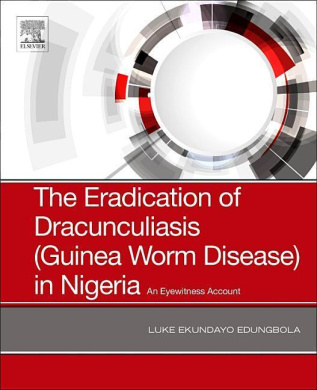 ELSEVIER
The Eradication of
Dracunculiasis
(Guinea Worm Disease)
in Nigeria An Eyewitness Account
LUKE EKUNDAYO EDUNGBOLA